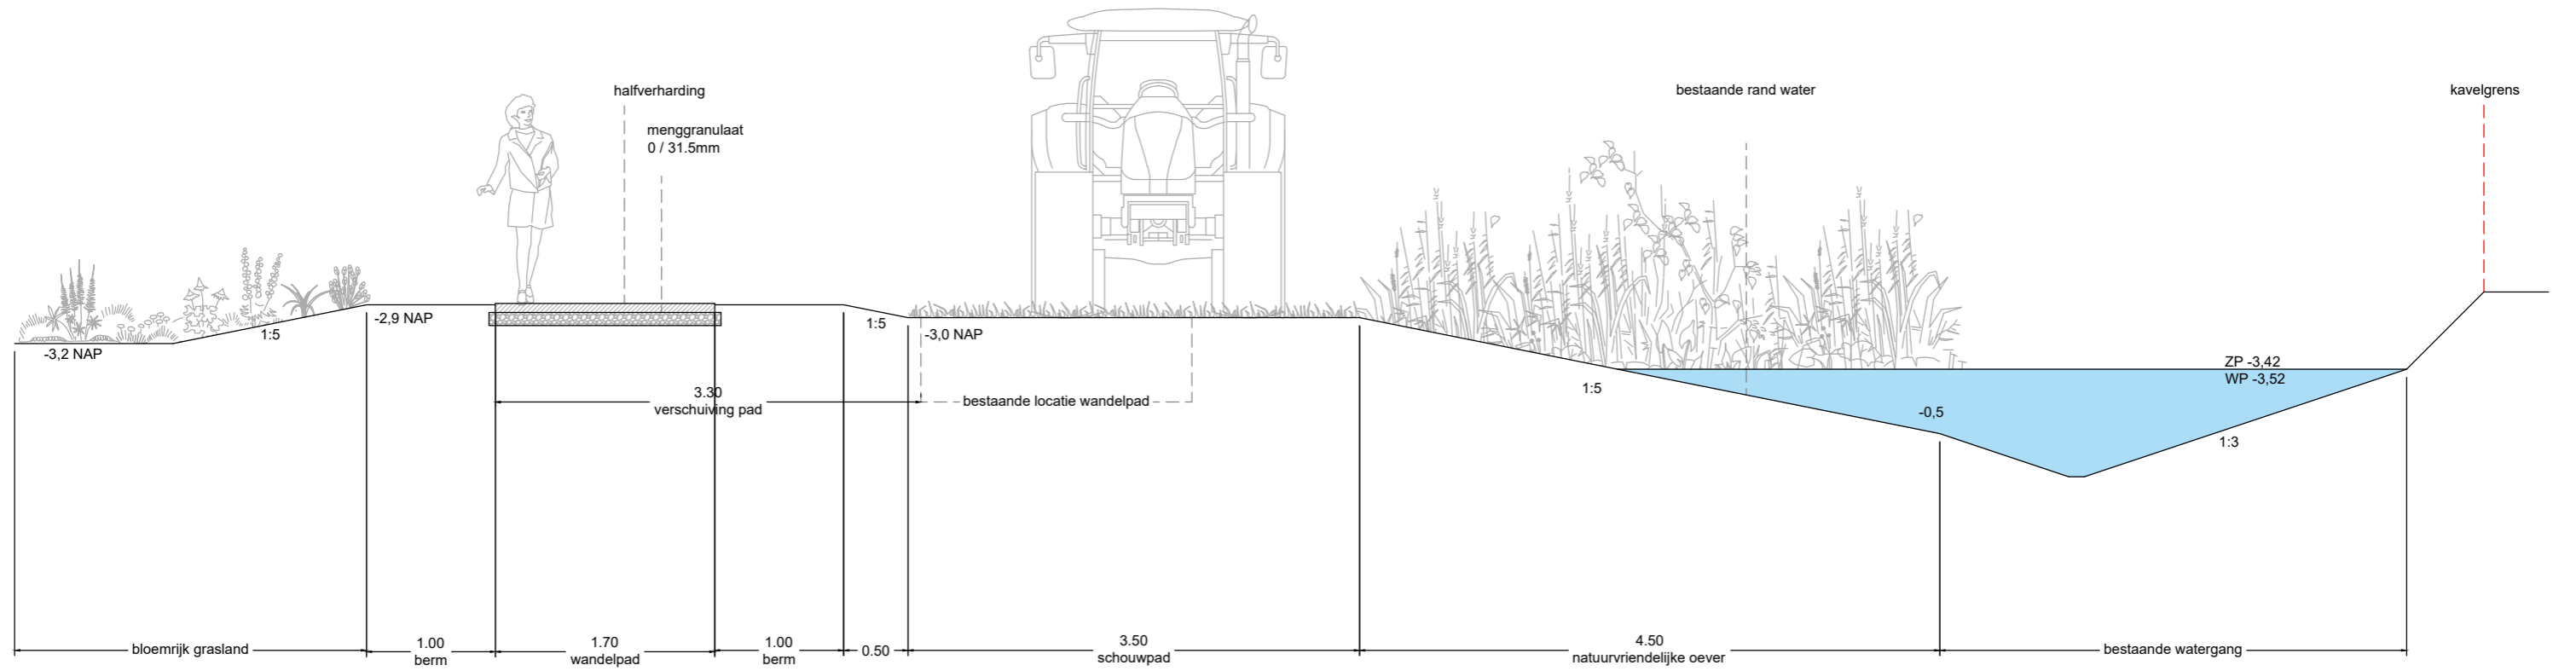 halfverharding
menggranulaat
0 / 31.5mm
bestaande rand water
kavelgrens
-3,2 NAP
1:5
-2,9 NAP
1:5
-3,0 NAP
3.30
verschuiving pad
bestaande locatie wandelpad
1:5
ZP -3,42
WP -3,52
-0,5
1:3
bloemrijk grasland
1.00
berm
1.70
wandelpad
1.00
berm
0.50
3.50
schouwpad
4.50
natuurvriendelijke oever
bestaande watergang